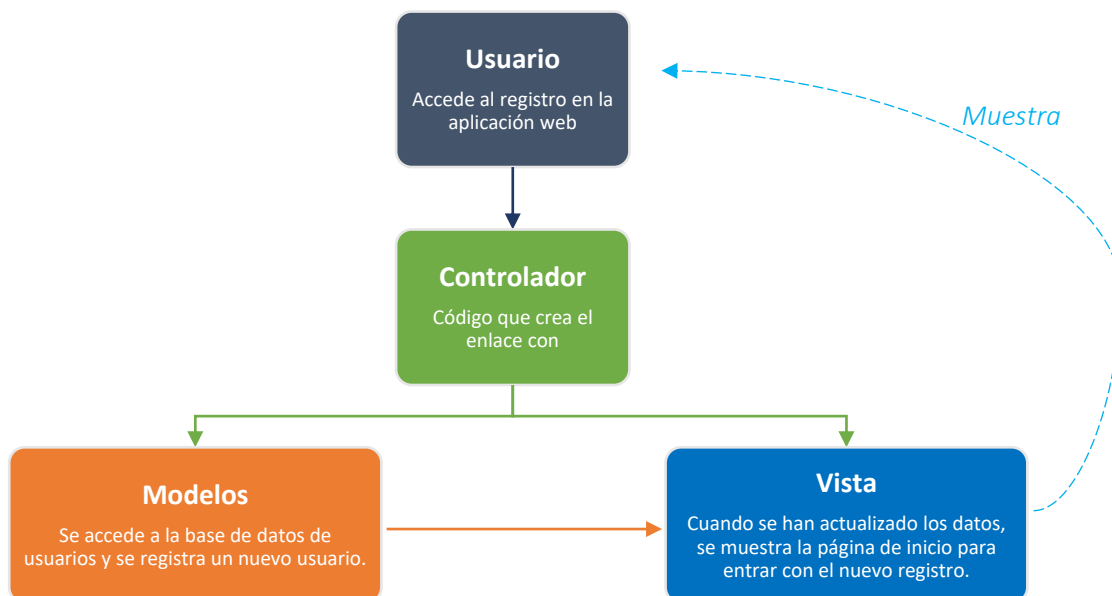 Usuario
Accede al registro en la
aplicación web
Muestra
Controlador
Código que crea el
enlace con
Modelos
Se accede a la base de datos de
usuarios y se registra un nuevo usuario.
Vista
Cuando se han actualizado los datos,
se muestra la página de inicio para
entrar con el nuevo registro.